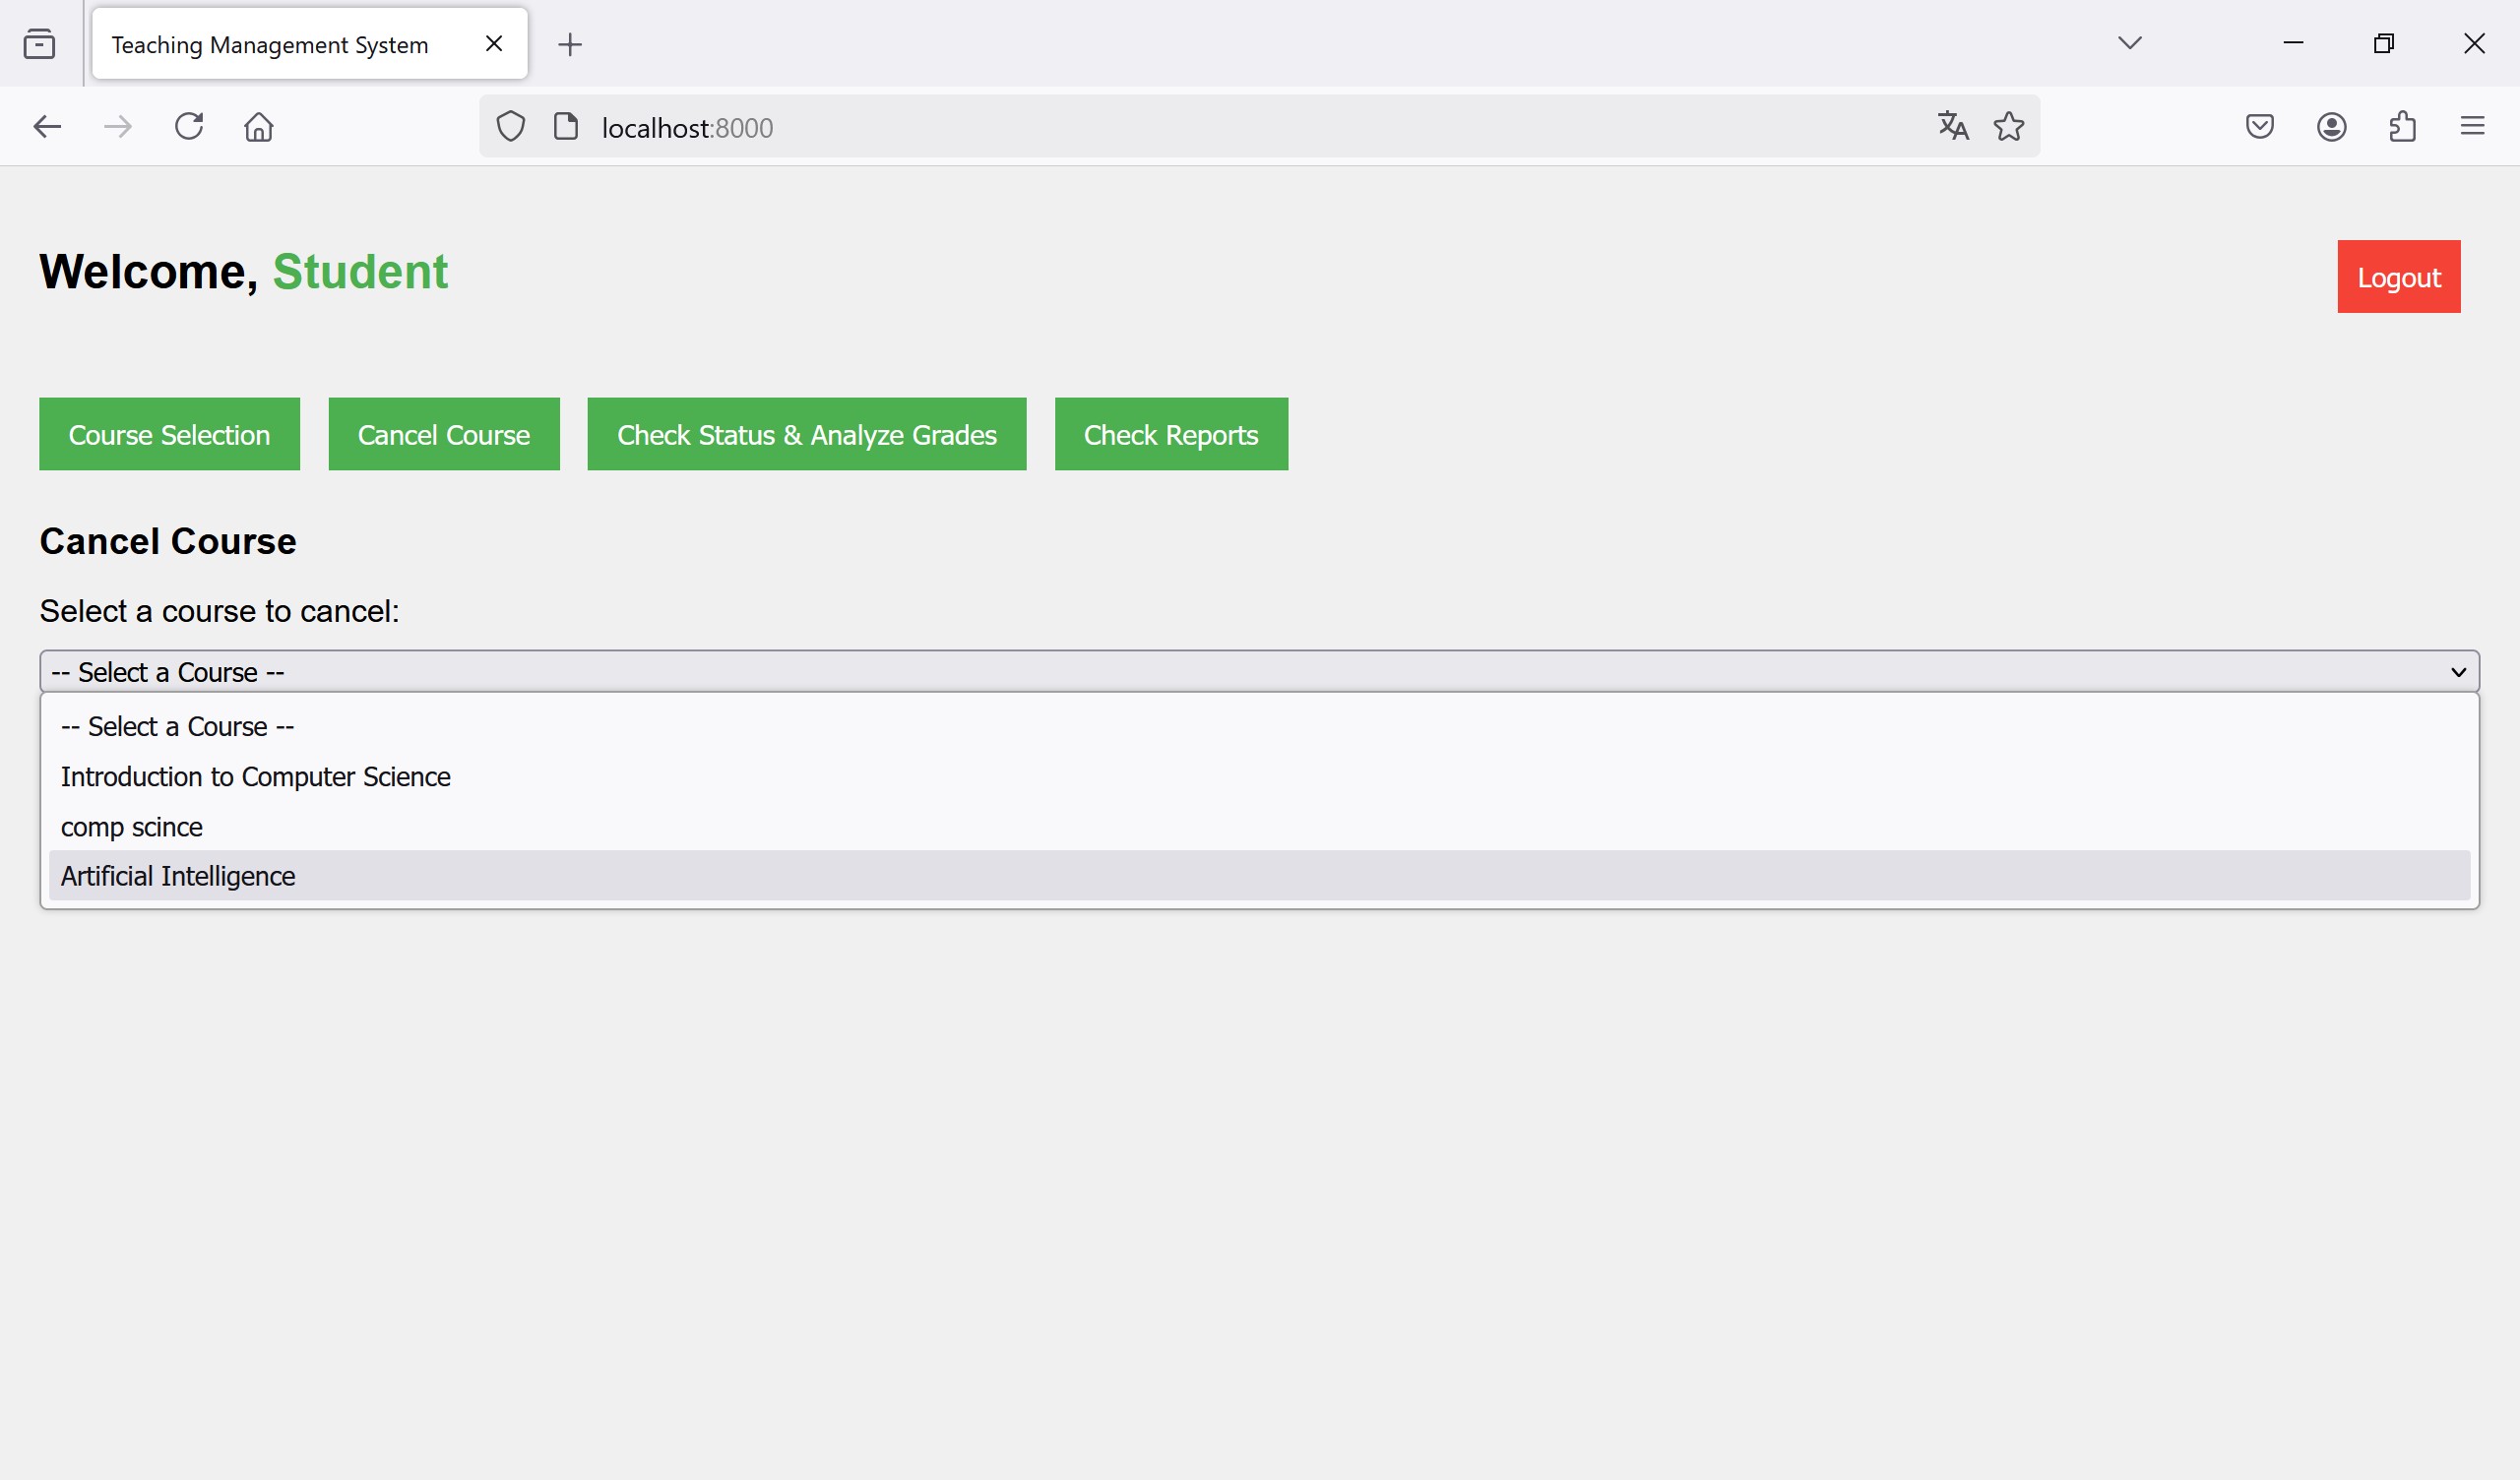 Teaching Management System
localhost:8000
Welcome, Student
Logout
Course Selection
Cancel Course
Check Status & Analyze Grades
Check Reports
Cancel Course
Select a course to cancel:
-- Select a Course --
-- Select a Course --
Introduction to Computer Science
comp scince
Artificial Intelligence